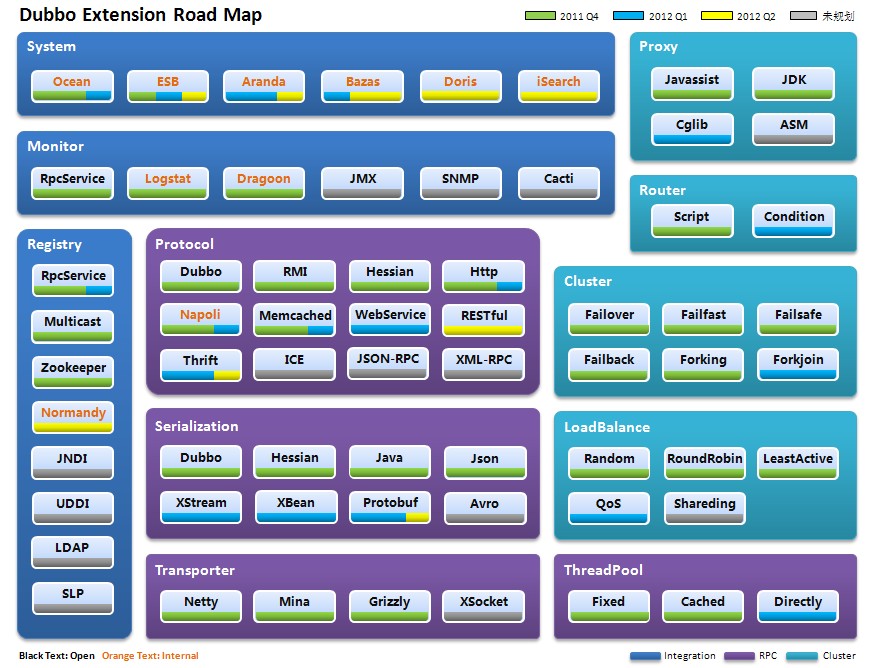 Dubbo Extension Road Map
2011 Q4 2012 Q1 2012 Q2 未规划
System
Ocean ESB Aranda Bazas Doris iSearch
Monitor
RpcService Logstat Dragoon JMX SNMP Cacti
Proxy
Javassist JDK
Cglib ASM
Router
Script Condition
Registry
RpcService
Multicast
Zookeeper
Normandy
JNDI
UDDI
LDAP
SLP
Protocol
Dubbo RMI Hessian Http
Napoli Memcached WebService RESTful
Thrift ICE JSON-RPC XML-RPC
Cluster
Failover Failfast Failsafe
Failback Forking Forkjoin
Serialization
Dubbo Hessian Java Json
XStream XBean Protobuf Avro
LoadBalance
Random RoundRobin LeastActive
QoS Shareding
Transporter
Netty Mina Grizzly XSocket
ThreadPool
Fixed Cached Directly
Black Text: Open Orange Text: Internal
Integration RPC Cluster